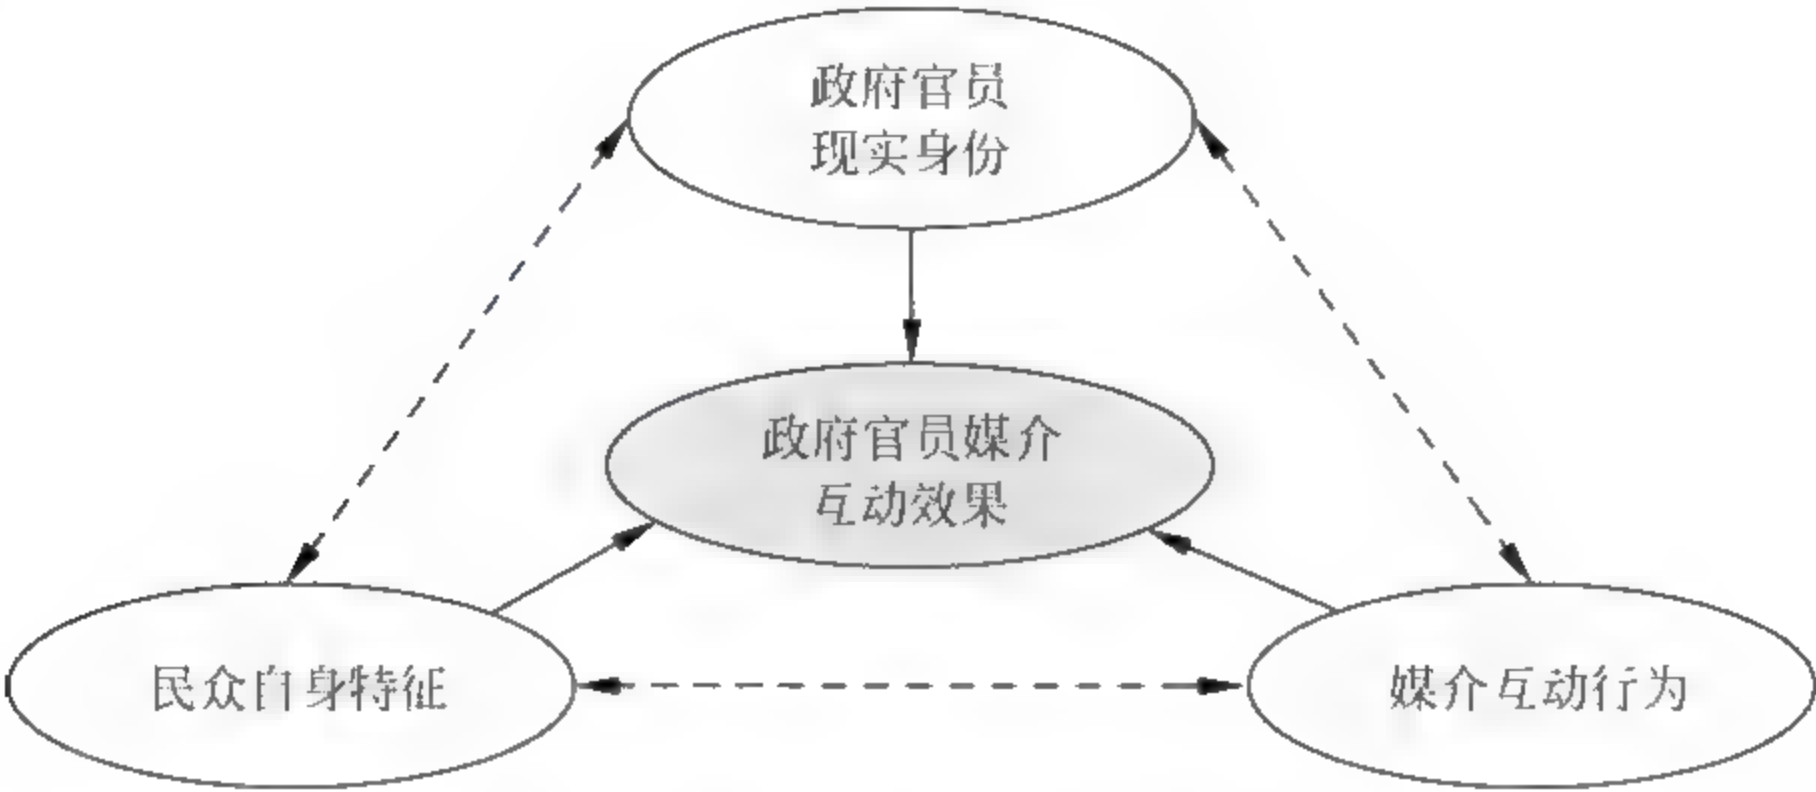 政府官员
现实身份
政府官员媒介
互动效果
民众自身特征
媒介互动行为